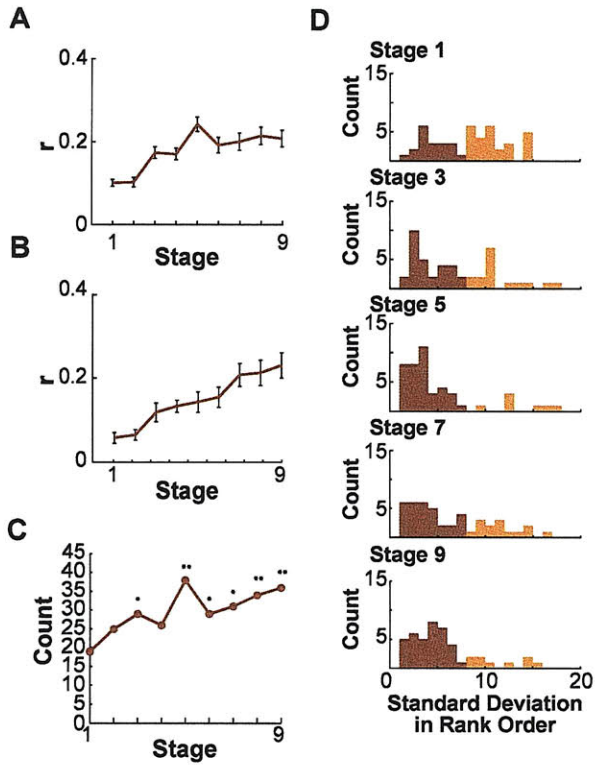 A
0.4
0.2
0
r
1
9
Stage
B
0.4
0.2
0
r
1
9
Stage
C
45
40
35
30
25
20
15
10
5
0
Count
* ** * * ** **
1
9
Stage
D
Stage 1
15
5
Count
Stage 3
15
5
Count
Stage 5
15
5
Count
Stage 7
15
5
Count
Stage 9
15
5
Count
0 10 20
Standard Deviation
in Rank Order